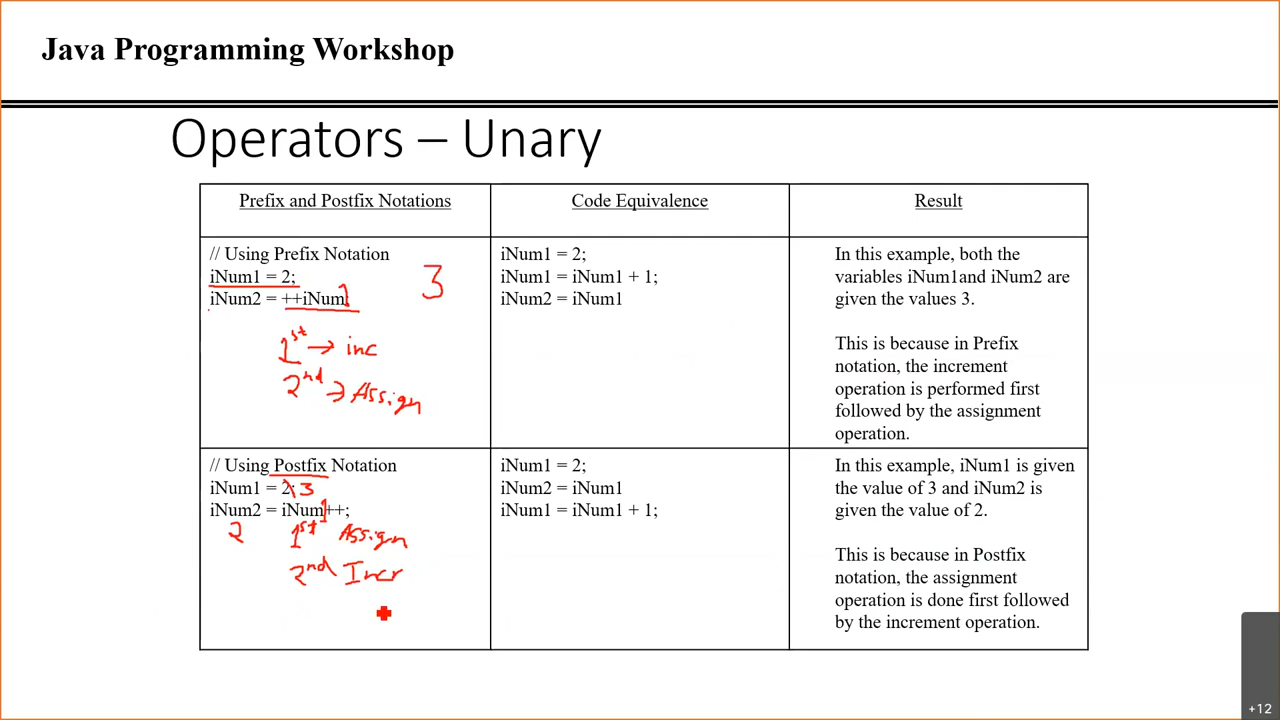 Java Programming Workshop
Operators – Unary
Prefix and Postfix Notations
Code Equivalence
Result
// Using Prefix Notation
iNum1 = 2;
iNum2 = ++iNum1
3
1st → inc
2nd → Assign
iNum1 = 2;
iNum1 = iNum1 + 1;
iNum2 = iNum1
In this example, both the
variables iNum1and iNum2 are
given the values 3.
This is because in Prefix
notation, the increment
operation is performed first
followed by the assignment
operation.
// Using Postfix Notation
iNum1 = 2; 3
iNum2 = iNum1++;
2
1st Assign
2nd Incr
iNum1 = 2;
iNum2 = iNum1
iNum1 = iNum1 + 1;
In this example, iNum1 is given
the value of 3 and iNum2 is
given the value of 2.
This is because in Postfix
notation, the assignment
operation is done first followed
by the increment operation.
+12